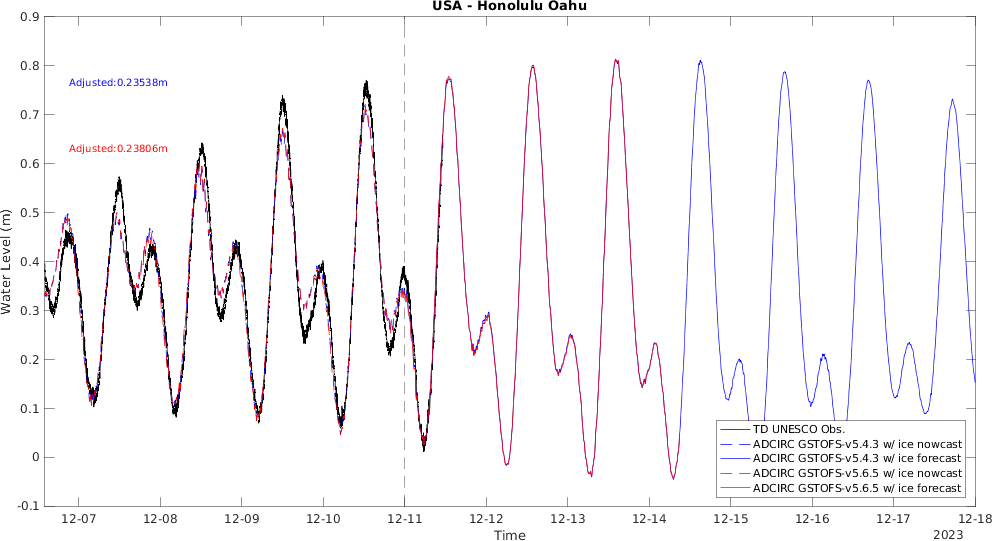 USA - Honolulu Oahu
0.9
0.8
0.7
0.6
0.5
0.4
0.3
0.2
0.1
0
-0.1
Water Level (m)
Adjusted:0.23538m
Adjusted:0.23806m
TD UNESCO Obs.
ADCIRC GSTOFS-v5.4.3 w/ ice nowcast
ADCIRC GSTOFS-v5.4.3 w/ ice forecast
ADCIRC GSTOFS-v5.6.5 w/ ice nowcast
ADCIRC GSTOFS-v5.6.5 w/ ice forecast
12-07 12-08 12-09 12-10 12-11 12-12 12-13 12-14 12-15 12-16 12-17 12-18
Time
2023